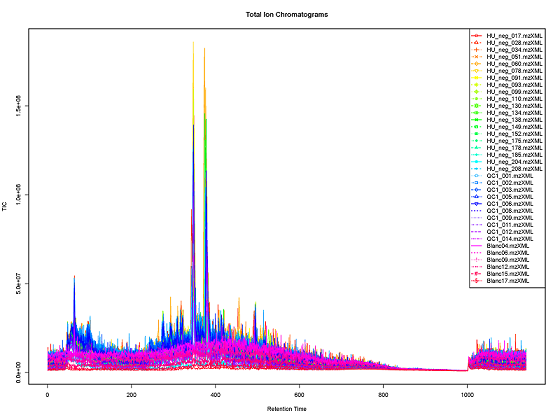 Total Ion Chromatograms
HU_neg_017.mzXML
HU_neg_028.mzXML
HU_neg_034.mzXML
HU_neg_051.mzXML
HU_neg_060.mzXML
HU_neg_078.mzXML
HU_neg_091.mzXML
HU_neg_093.mzXML
HU_neg_099.mzXML
HU_neg_110.mzXML
HU_neg_130.mzXML
HU_neg_134.mzXML
HU_neg_138.mzXML
HU_neg_149.mzXML
HU_neg_152.mzXML
HU_neg_175.mzXML
HU_neg_178.mzXML
HU_neg_185.mzXML
HU_neg_204.mzXML
HU_neg_208.mzXML
QC1_001.mzXML
QC1_002.mzXML
QC1_003.mzXML
QC1_005.mzXML
QC1_006.mzXML
QC1_008.mzXML
QC1_009.mzXML
QC1_011.mzXML
QC1_012.mzXML
QC1_014.mzXML
Blanc04.mzXML
Blanc06.mzXML
Blanc09.mzXML
Blanc12.mzXML
Blanc15.mzXML
Blanc17.mzXML
TIC
1.5e+08
1.0e+08
5.0e+07
0.0e+00
0 200 400 600 800 1000
Retention Time